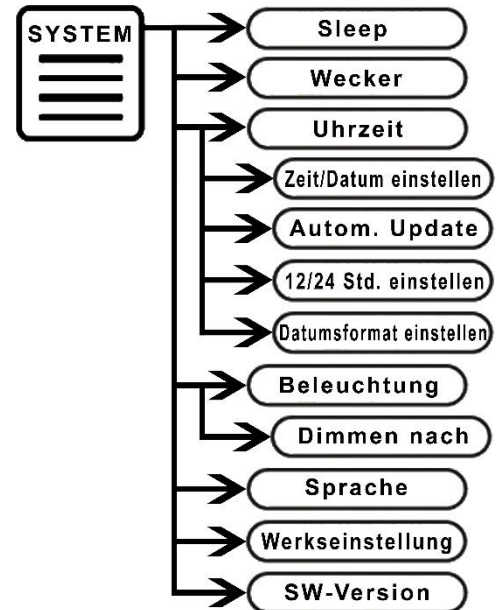 SYSTEM
Sleep
Wecker
Uhrzeit
Zeit/Datum einstellen
Autom. Update
12/24 Std. einstellen
Datumsformat einstellen
Beleuchtung
Dimmen nach
Sprache
Werkseinstellung
SW-Version